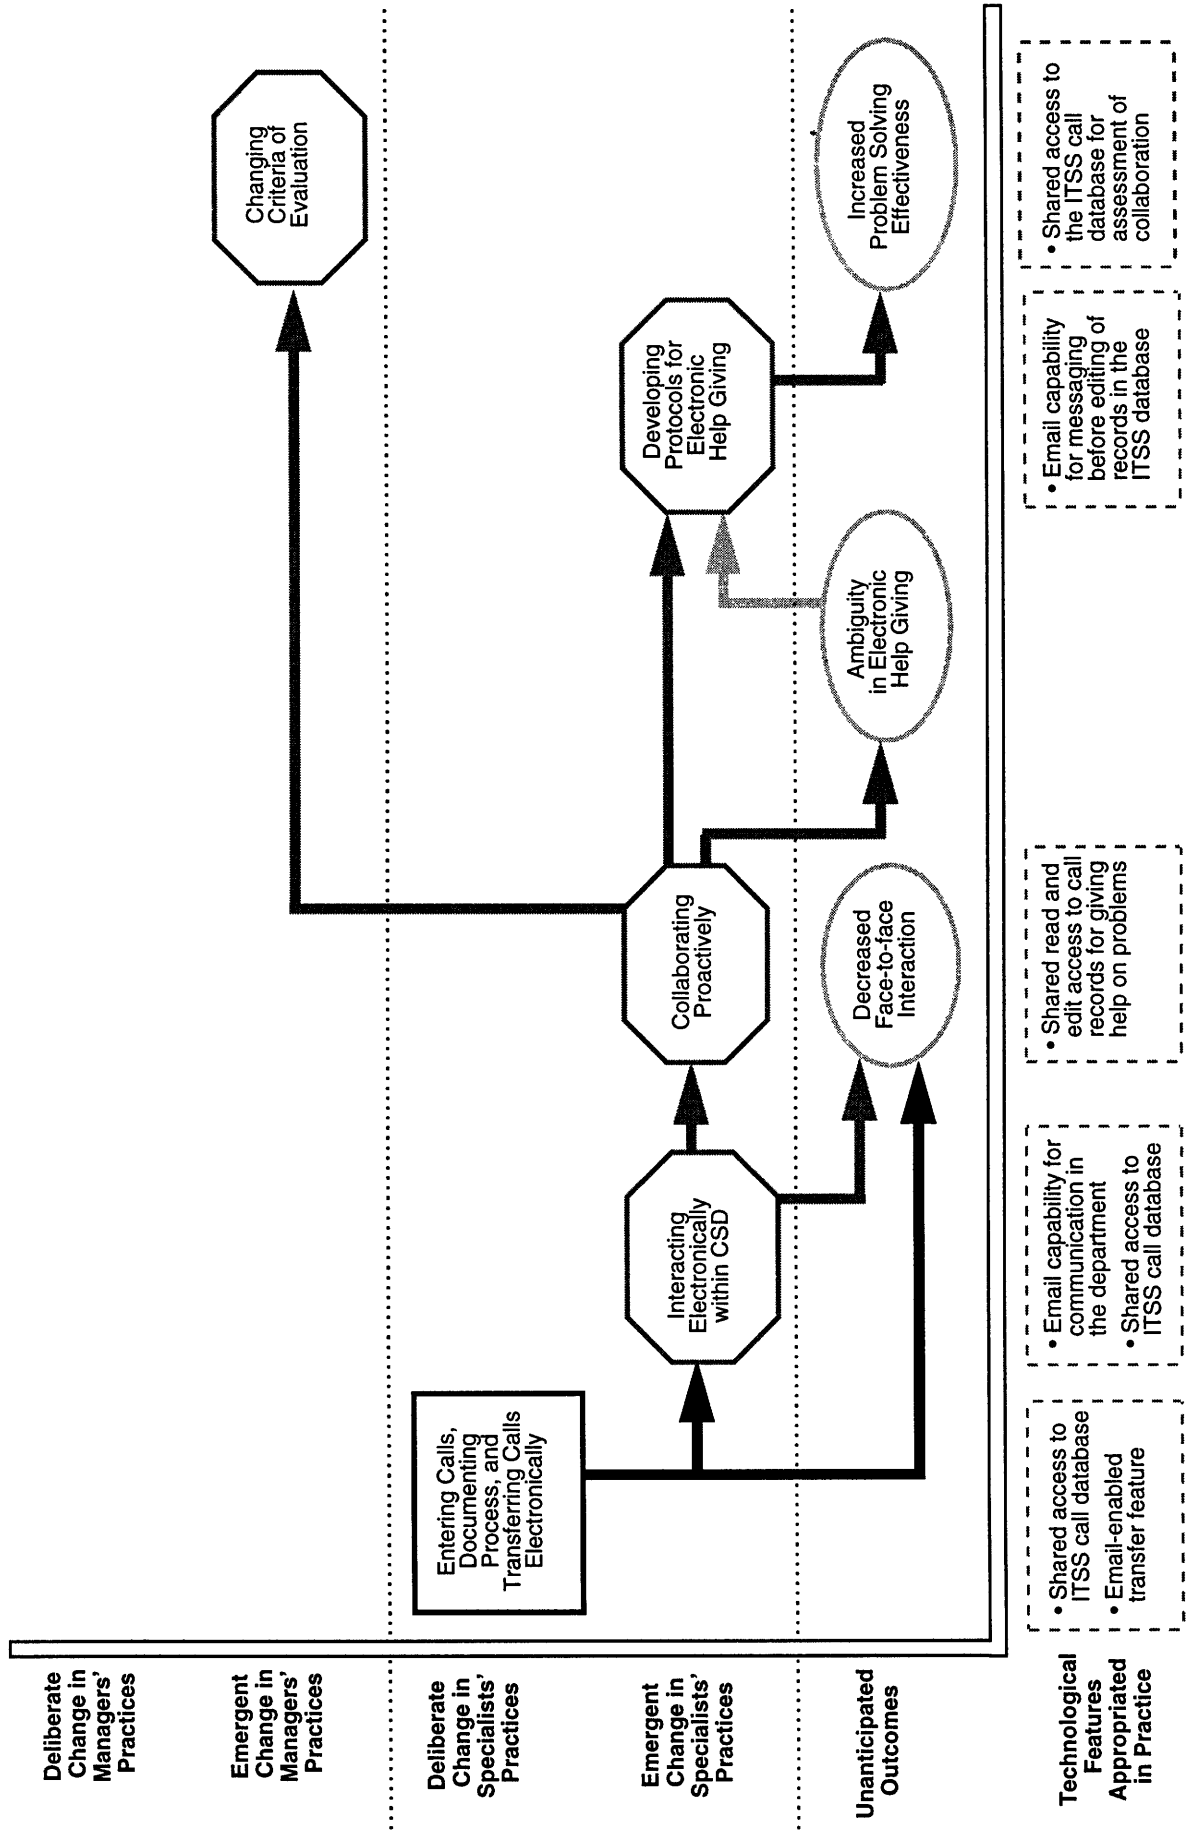 Deliberate
Change in
Managers'
Practices
Emergent
Change in
Managers'
Practices
Changing
Criteria of
Evaluation
Deliberate
Change in
Specialists'
Practices
Entering Calls,
Documenting
Process, and
Transferring Calls
Electronically
Emergent
Change in
Specialists'
Practices
Interacting
Electronically
within CSD
Collaborating
Proactively
Developing
Protocols for
Electronic
Help Giving
Unanticipated
Outcomes
Decreased
Face-to-face
Interaction
Ambiguity
in Electronic
Help Giving
Increased
Problem Solving
Effectiveness
Technological
Features
Appropriated
in Practice
• Shared access to
ITSS call database
• Email-enabled
transfer feature
• Email capability for
communication in
the department
• Shared access to
ITSS call database
• Shared read and
edit access to call
records for giving
help on problems
• Email capability
for messaging
before editing of
records in the
ITSS database
• Shared access to
the ITSS call
database for
assessment of
collaboration